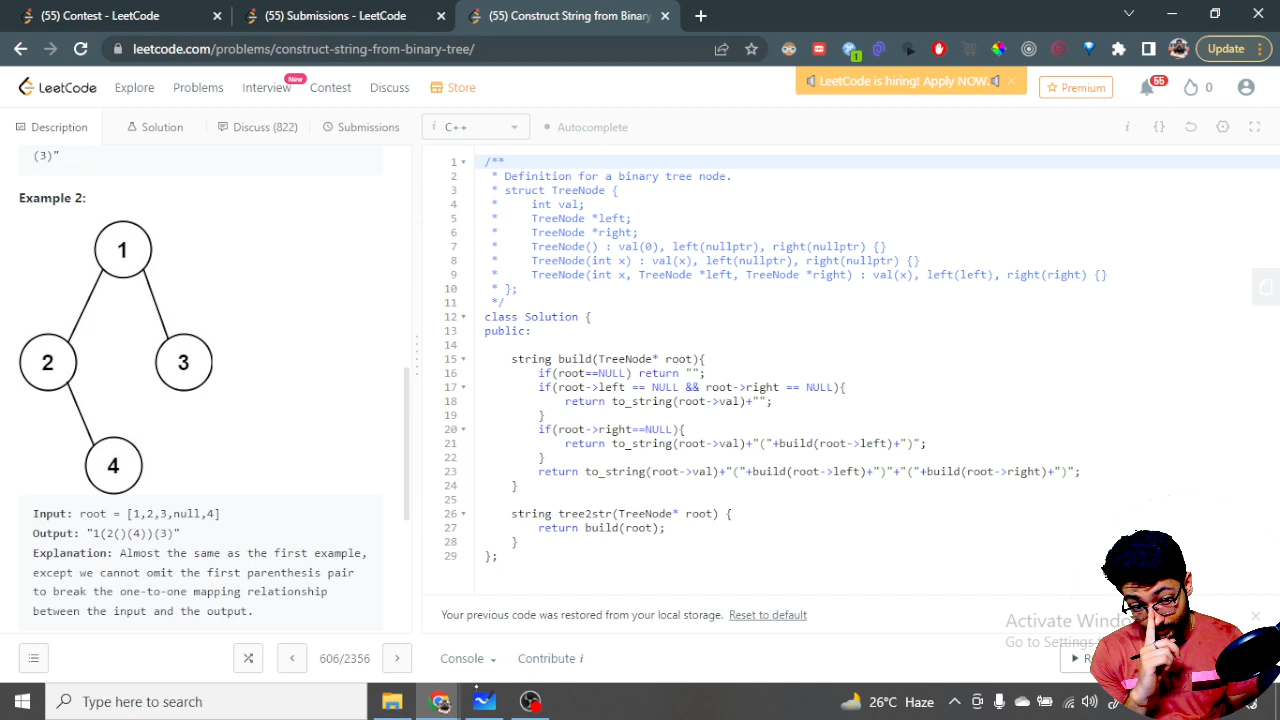 (55) Contest - LeetCode
(55) Submissions - LeetCode
(55) Construct String from Binary
leetcode.com/problems/construct-string-from-binary-tree/
1
Update
LeetCode
Explore
Problems
Interview
New
Contest
Discuss
Store
LeetCode is hiring! Apply NOW.
Premium
55
0
Description
Solution
Discuss (822)
Submissions
i C++
Autocomplete
i {}
(3)"
Example 2:
1
2
3
4
Input: root = [1,2,3,null,4]
Output: "1(2()(4))(3)"
Explanation: Almost the same as the first example,
except we cannot omit the first parenthesis pair
to break the one-to-one mapping relationship
between the input and the output.
1 /**
2  * Definition for a binary tree node.
3  * struct TreeNode {
4  *     int val;
5  *     TreeNode *left;
6  *     TreeNode *right;
7  *     TreeNode() : val(0), left(nullptr), right(nullptr) {}
8  *     TreeNode(int x) : val(x), left(nullptr), right(nullptr) {}
9  *     TreeNode(int x, TreeNode *left, TreeNode *right) : val(x), left(left), right(right) {}
10  * };
11  */
12 class Solution {
13 public:
14
15     string build(TreeNode* root){
16         if(root==NULL) return "";
17         if(root->left == NULL && root->right == NULL){
18             return to_string(root->val)+"";
19         }
20         if(root->right==NULL){
21             return to_string(root->val)+"("+build(root->left)+")";
22         }
23         return to_string(root->val)+"("+build(root->left)+")"+"("+build(root->right)+")";
24     }
25
26     string tree2str(TreeNode* root) {
27         return build(root);
28     }
29 };
Your previous code was restored from your local storage. Reset to default
Activate Windo
Go to Settings
606/2356
Console
Contribute i
Type here to search
26°C Haze